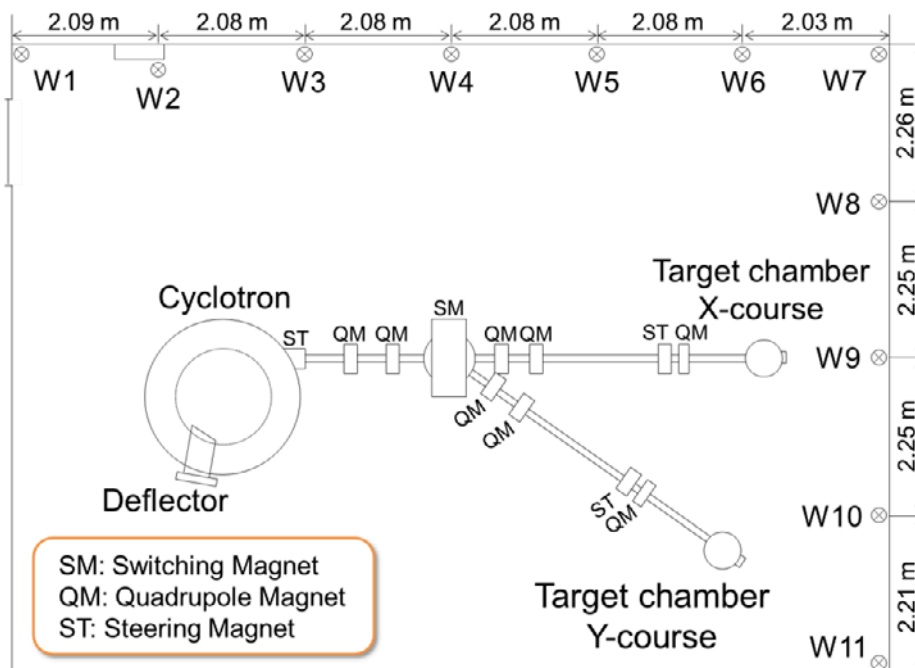 2.09 m
2.08 m
2.08 m
2.08 m
2.08 m
2.03 m
W1
W2
W3
W4
W5
W6
W7
2.26 m
W8
2.25 m
Target chamber
X-course
Cyclotron
SM
ST
QM
QM
QM
QM
ST
QM
W9
QM
QM
2.25 m
Deflector
ST
QM
W10
SM: Switching Magnet
QM: Quadrupole Magnet
ST: Steering Magnet
Target chamber
Y-course
2.21 m
W11